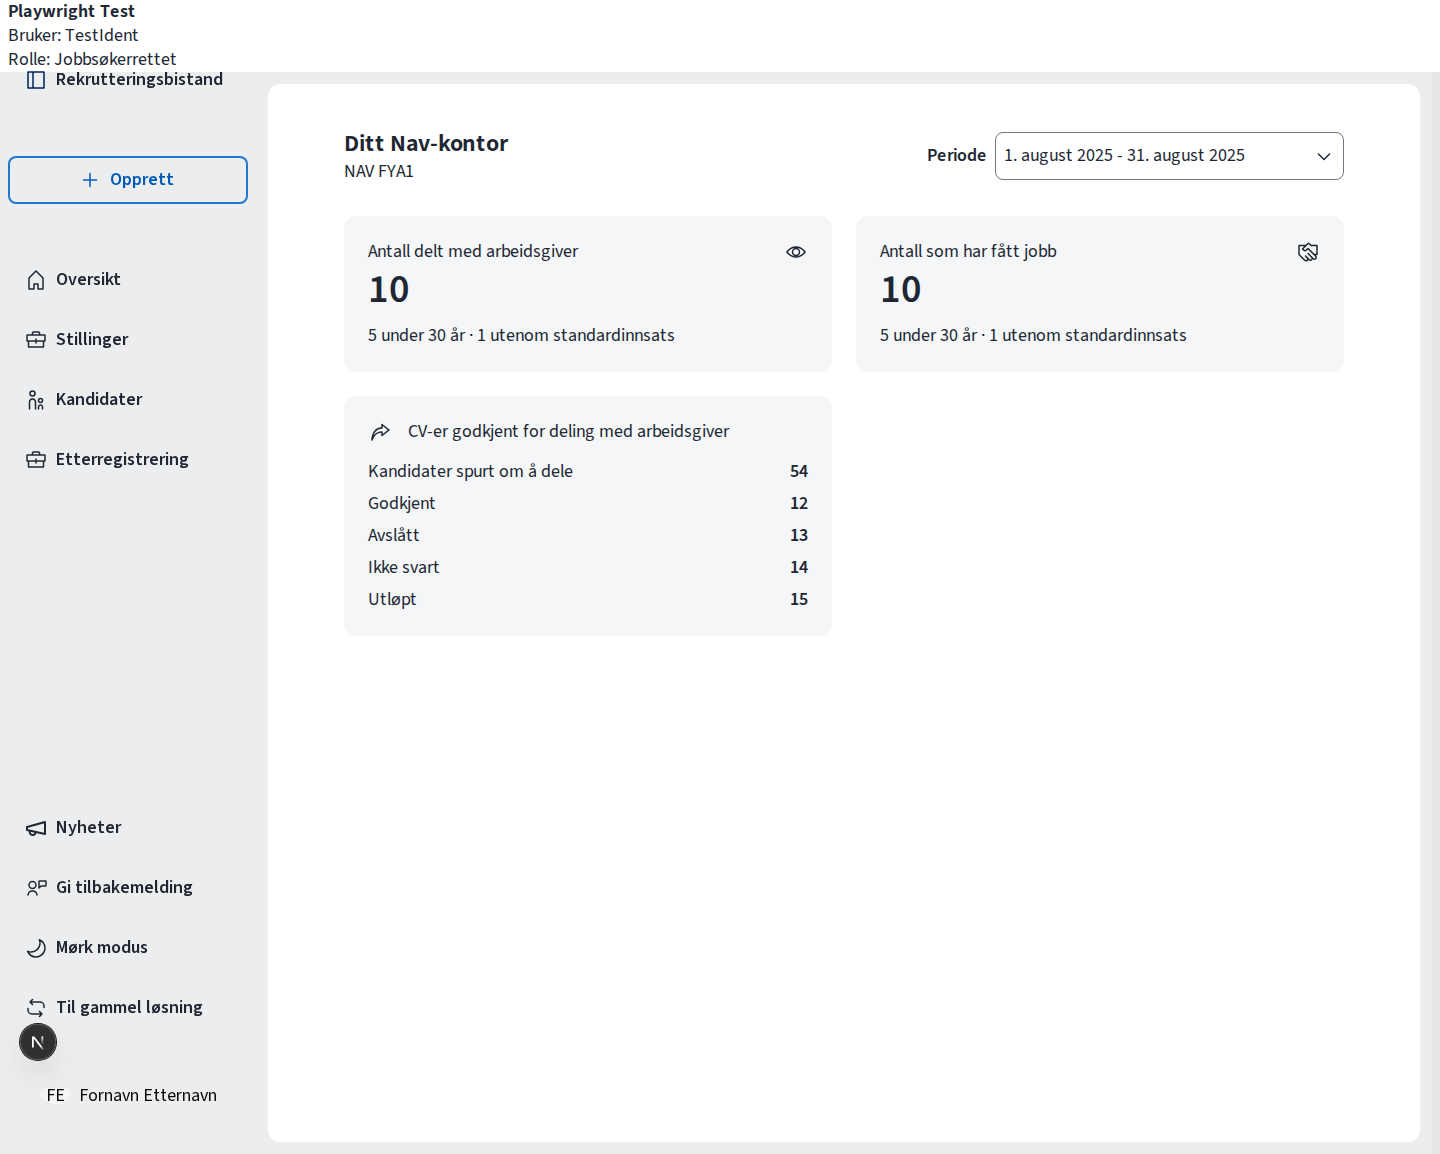 Playwright Test
Bruker: TestIdent
Rolle: Jobbsøkerrettet
Rekrutteringsbistand
Opprett
Oversikt
Stillinger
Kandidater
Etterregistrering
Nyheter
Gi tilbakemelding
Mørk modus
Til gammel løsning
N
FE Fornavn Etternavn
Ditt Nav-kontor
NAV FYA1
Periode 1. august 2025 - 31. august 2025
Antall delt med arbeidsgiver
10
5 under 30 år · 1 utenom standardinnsats
Antall som har fått jobb
10
5 under 30 år · 1 utenom standardinnsats
CV-er godkjent for deling med arbeidsgiver
Kandidater spurt om å dele 54
Godkjent 12
Avslått 13
Ikke svart 14
Utløpt 15